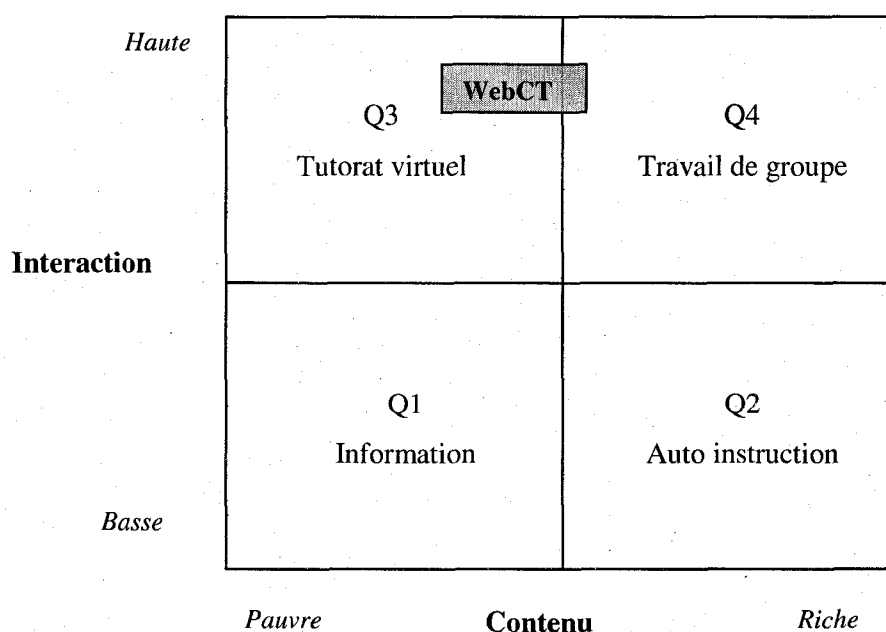 Haute
WebCT
Q3
Q4
Tutorat virtuel
Travail de groupe
Interaction
Q1
Q2
Information
Auto instruction
Basse
Pauvre
Contenu
Riche